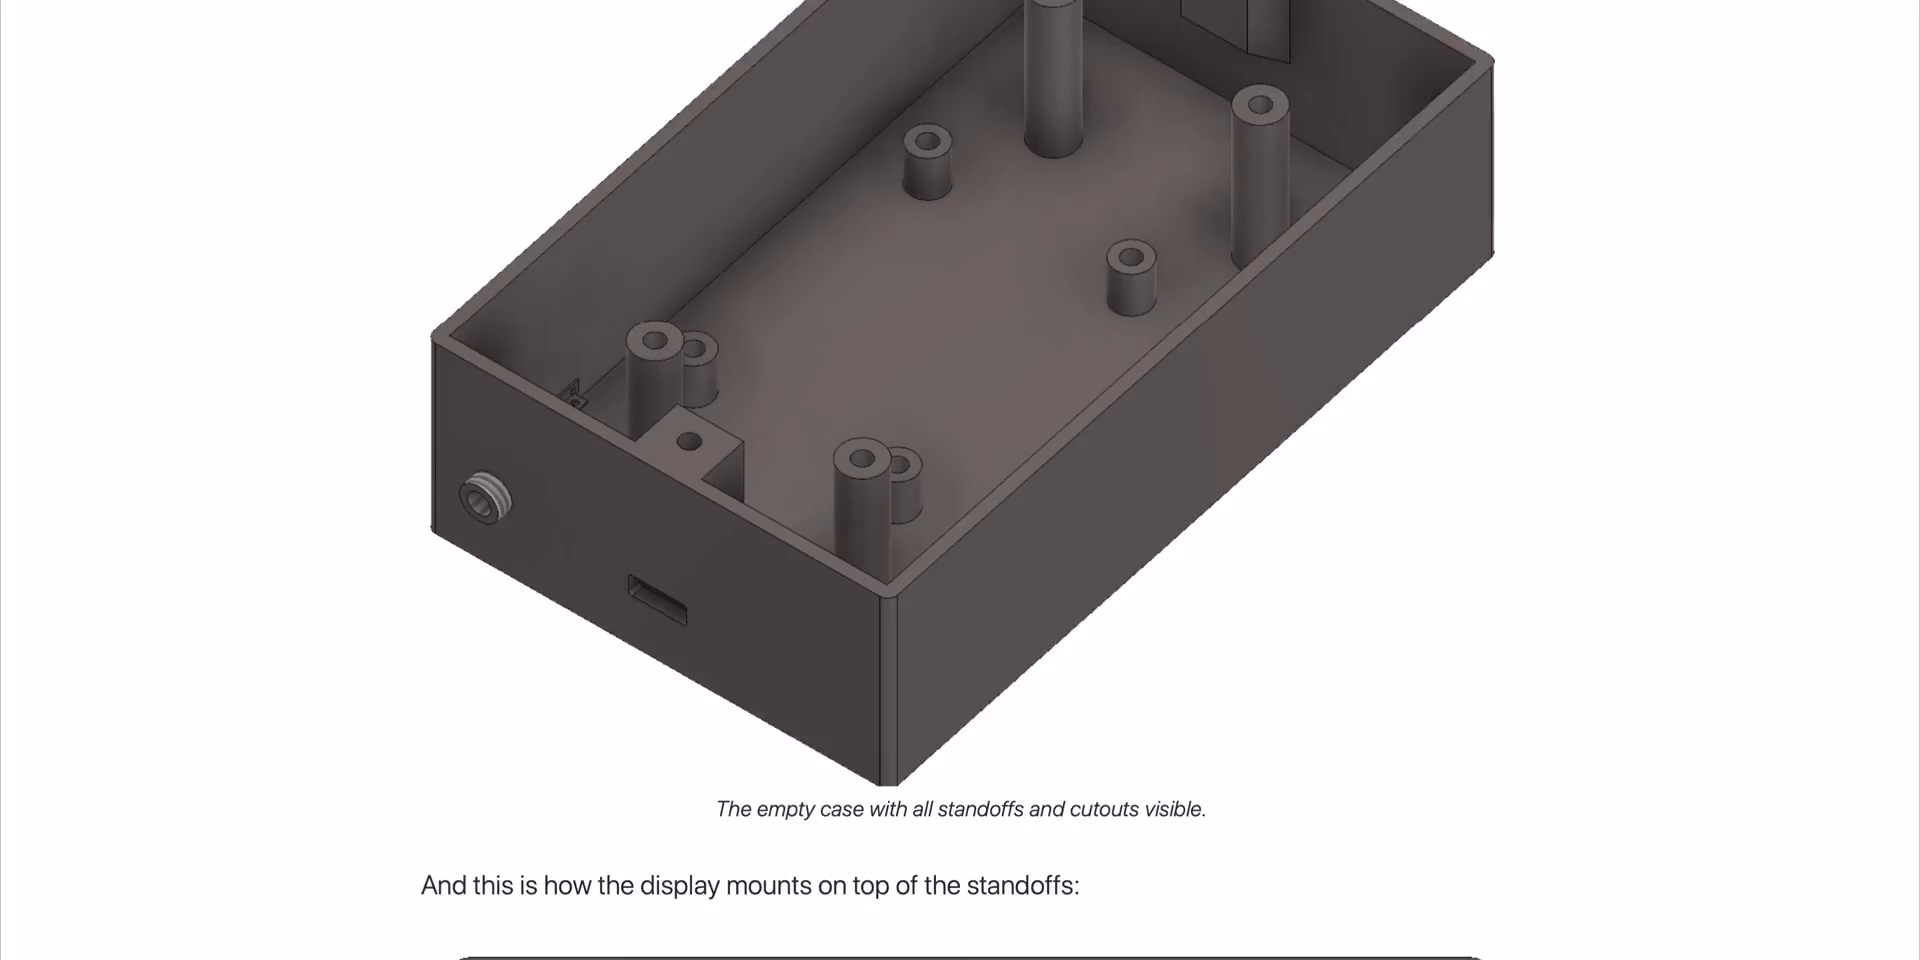 The empty case with all standoffs and cutouts visible.
And this is how the display mounts on top of the standoffs: